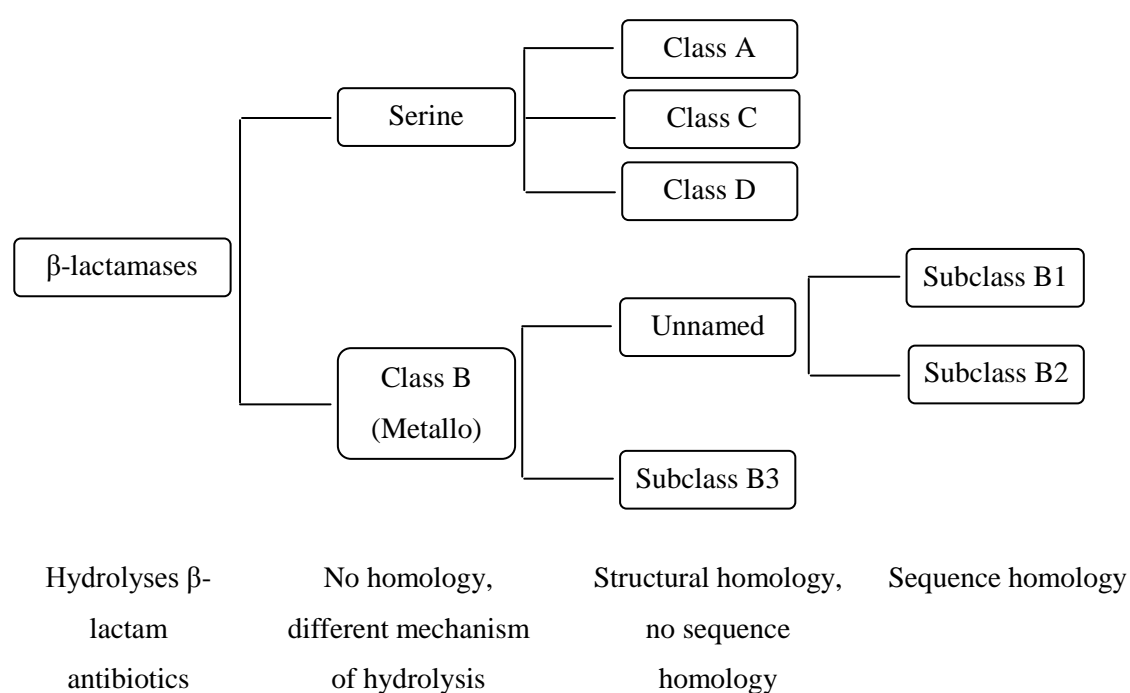 Class A
Serine
Class C
Class D
β-lactamases
Subclass B1
Unnamed
Class B
(Metallo)
Subclass B2
Subclass B3
Hydrolyses β-
lactam
antibiotics
No homology,
different mechanism
of hydrolysis
Structural homology,
no sequence
homology
Sequence homology